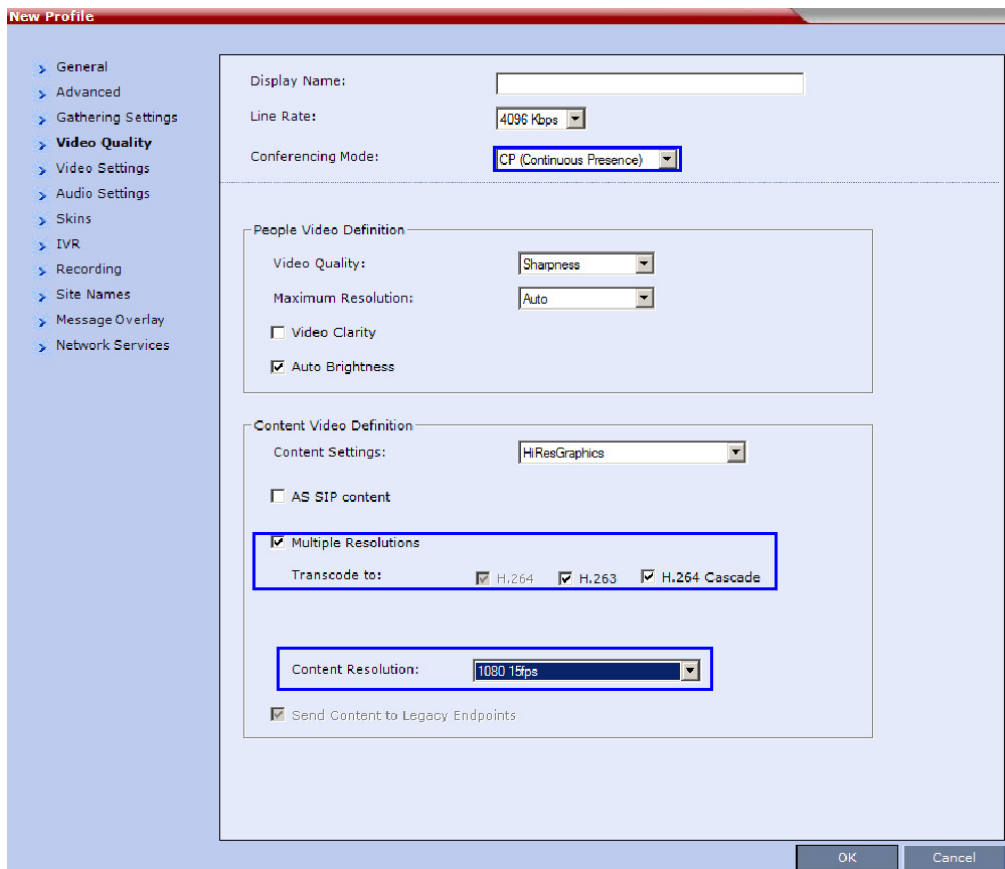 New Profile
General
Advanced
Gathering Settings
Video Quality
Video Settings
Audio Settings
Skins
IVR
Recording
Site Names
Message Overlay
Network Services
Display Name:
Line Rate: 4096 Kbps
Conferencing Mode: CP (Continuous Presence)
People Video Definition
Video Quality: Sharpness
Maximum Resolution: Auto
Video Clarity
Auto Brightness
Content Video Definition
Content Settings: HiResGraphics
AS SIP content
Multiple Resolutions
Transcode to: H.264 H.263 H.264 Cascade
Content Resolution: 1080 15fps
Send Content to Legacy Endpoints
OK Cancel